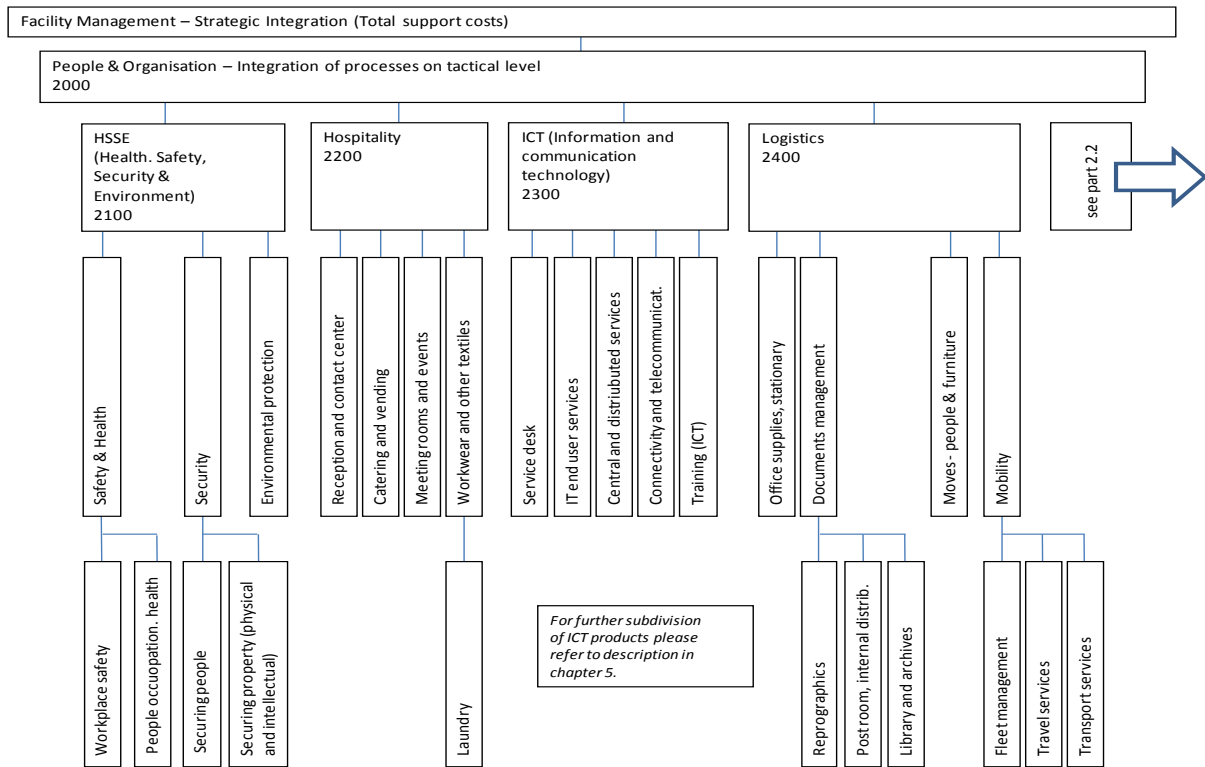 Facility Management – Strategic Integration (Total support costs)
People & Organisation – Integration of processes on tactical level
2000
HSSE
(Health. Safety,
Security &
Environment)
2100
Hospitality
2200
ICT (Information and
communication
technology)
2300
Logistics
2400
see part 2.2
Safety & Health
Security
Environmental protection
Reception and contact center
Catering and vending
Meeting rooms and events
Workwear and other textiles
Service desk
IT end user services
Central and distriubted services
Connectivity and telecommunicat.
Training (ICT)
Office supplies, stationary
Documents management
Moves - people & furniture
Mobility
Workplace safety
People occuopation. health
Securing people
Securing property (physical
and intellectual)
Laundry
For further subdivision
of ICT products please
refer to description in
chapter 5.
Reprographics
Post room, internal distrib.
Library and archives
Fleet management
Travel services
Transport services